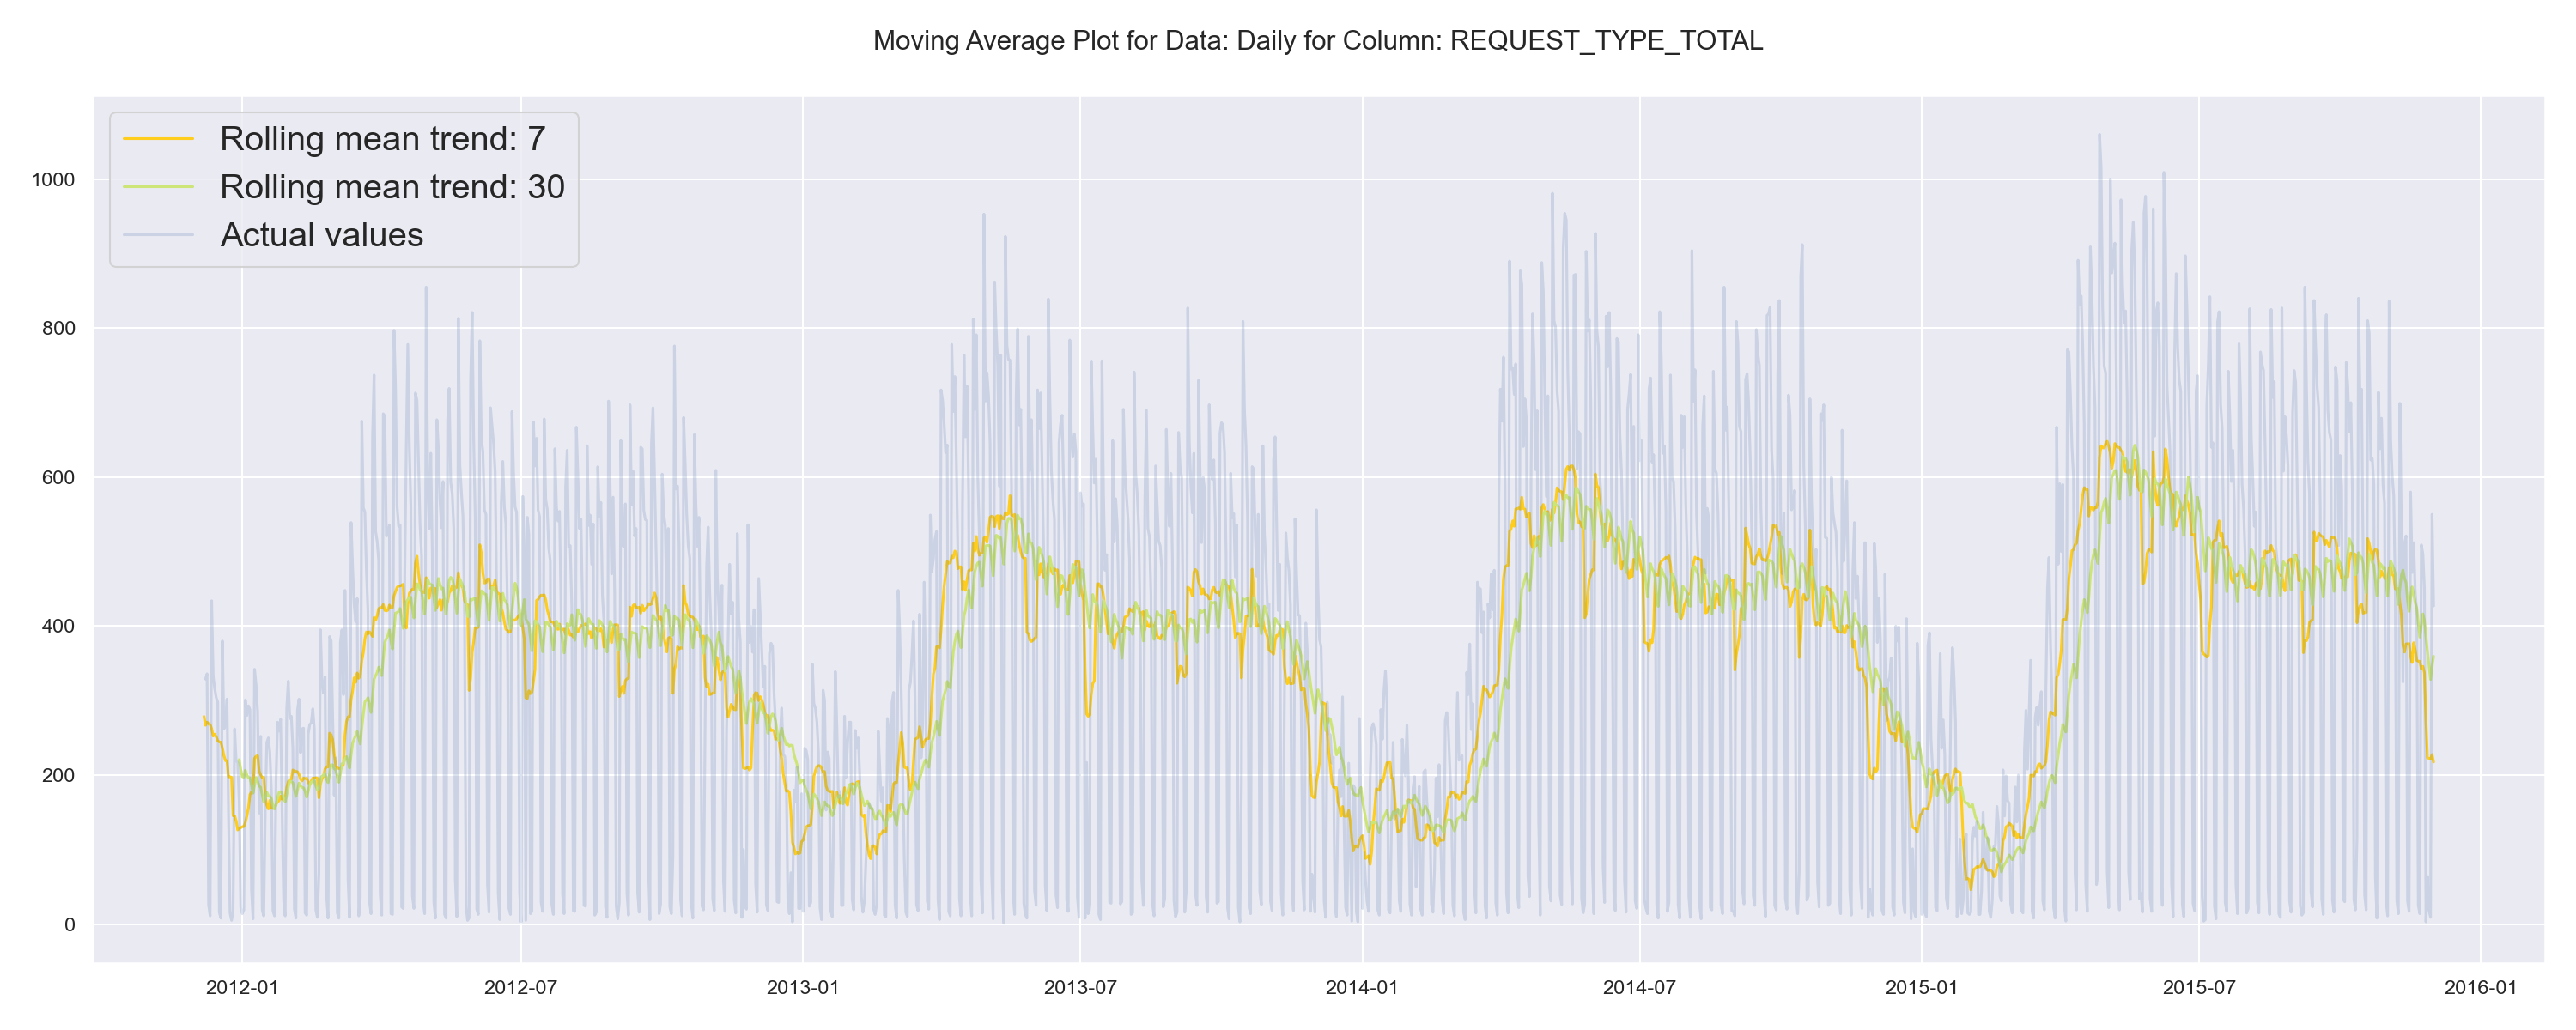 Moving Average Plot for Data: Daily for Column: REQUEST_TYPE_TOTAL
Rolling mean trend: 7
Rolling mean trend: 30
Actual values
1000
800
600
400
200
0
2012-01 2012-07 2013-01 2013-07 2014-01 2014-07 2015-01 2015-07 2016-01